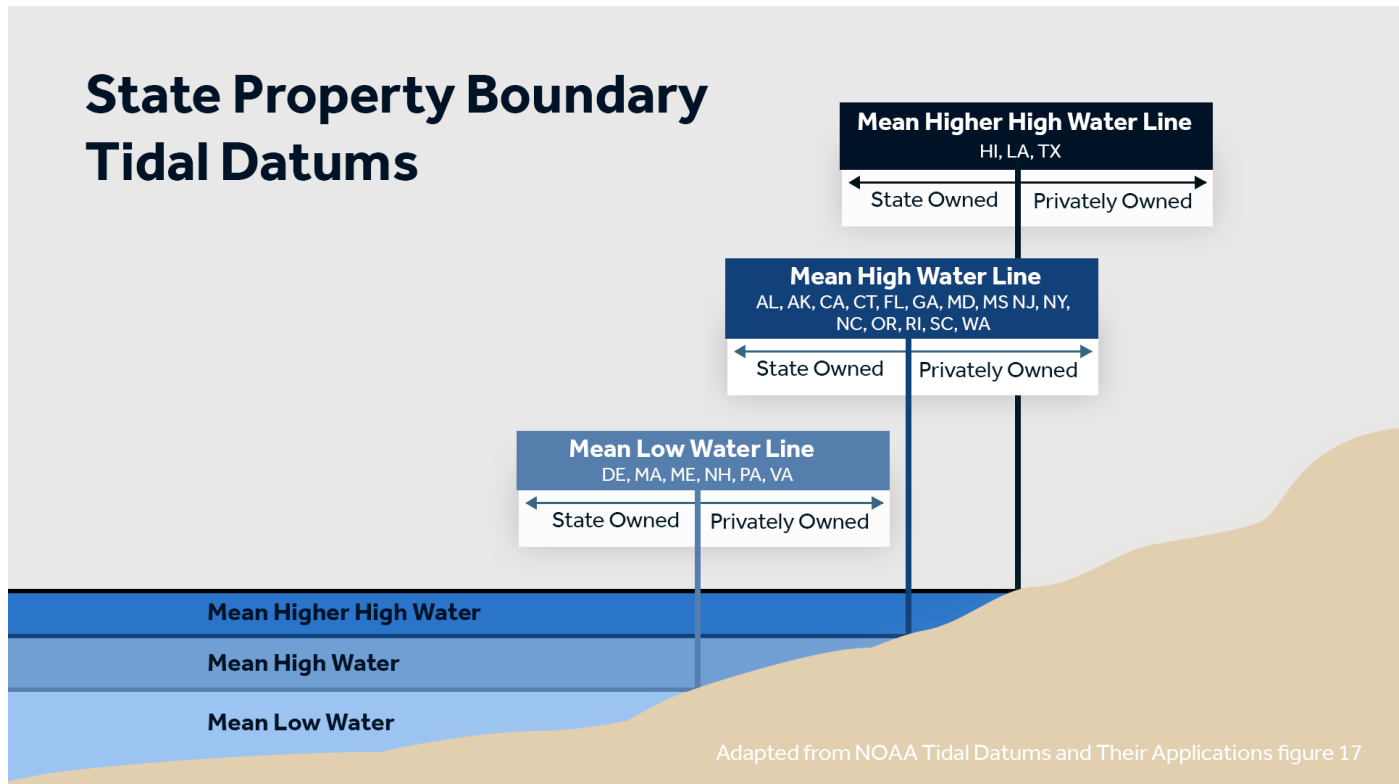 State Property Boundary
Tidal Datums
Mean Higher High Water Line
HI, LA, TX
State Owned
Privately Owned
Mean High Water Line
AL, AK, CA, CT, FL, GA, MD, MS NJ, NY,
NC, OR, RI, SC, WA
State Owned
Privately Owned
Mean Low Water Line
DE, MA, ME, NH, PA, VA
State Owned
Privately Owned
Mean Higher High Water
Mean High Water
Mean Low Water
Adapted from NOAA Tidal Datums and Their Applications figure 17